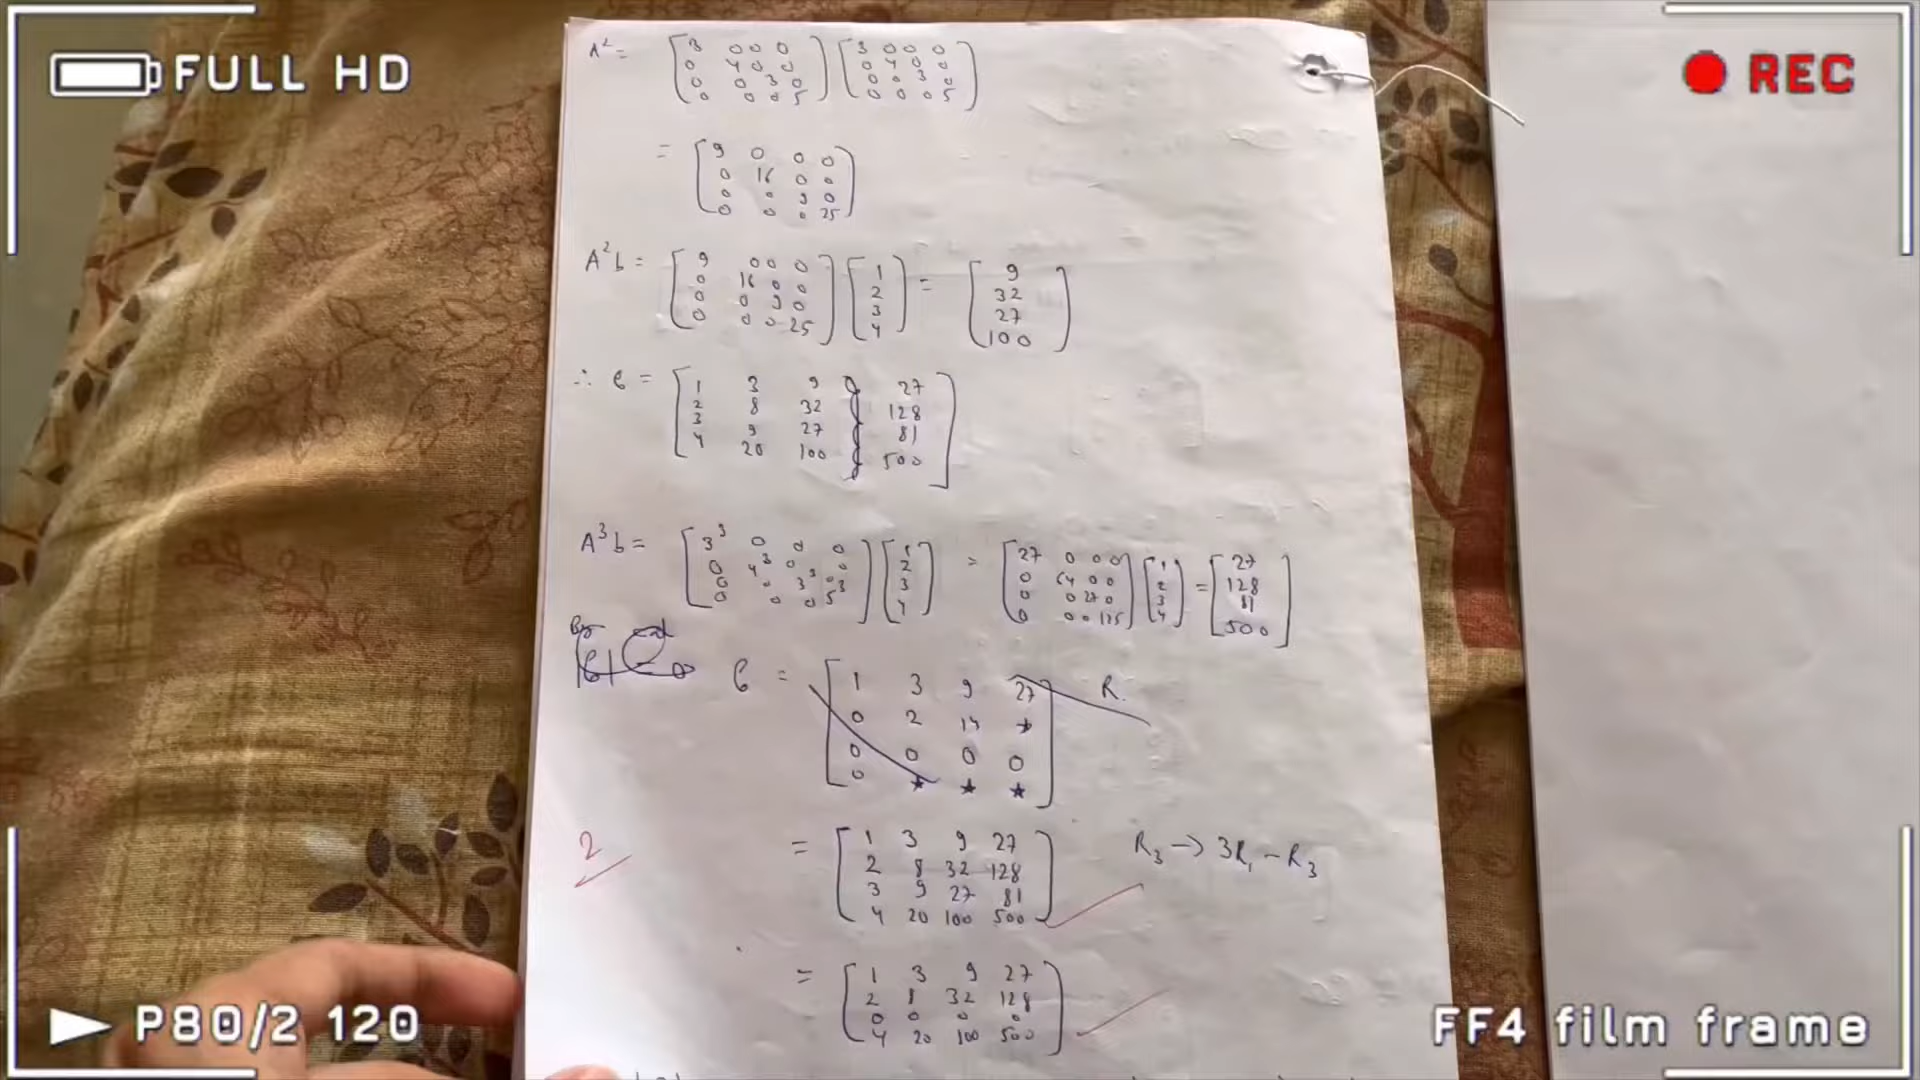 FULL HD
REC
A² = [3 0 0 0] [3 0 0 0]
[0 4 0 0] [0 4 0 0]
[0 0 3 0] [0 0 3 0]
[0 0 0 5] [0 0 0 5]
= [9 0 0 0]
[0 16 0 0]
[0 0 9 0]
[0 0 0 25]
A²b = [9 0 0 0] [1] = [9]
[0 16 0 0] [2] [32]
[0 0 9 0] [3] [27]
[0 0 0 25] [4] [100]
∴ C = [1 3 9 27]
[2 8 32 128]
[3 9 27 81]
[4 20 100 500]
A³b = [3³ 0 0 0] [1] = [27 0 0 0] [1] = [27]
[0 4³ 0 0] [2] [0 64 0 0] [2] [128]
[0 0 3³ 0] [3] [0 0 27 0] [3] [81]
[0 0 0 5³] [4] [0 0 0 125] [4] [500]
C = [1 3 9 27] R.
[0 2 14 *]
[0 0 0 0]
[0 * * *]
2
= [1 3 9 27] R₃ → 3R₁ - R₃
[2 8 32 128]
[3 9 27 81]
[4 20 100 500]
= [1 3 9 27]
[2 8 32 128]
[0 0 0 0]
[4 20 100 500]
P80/2 120
FF4 film frame